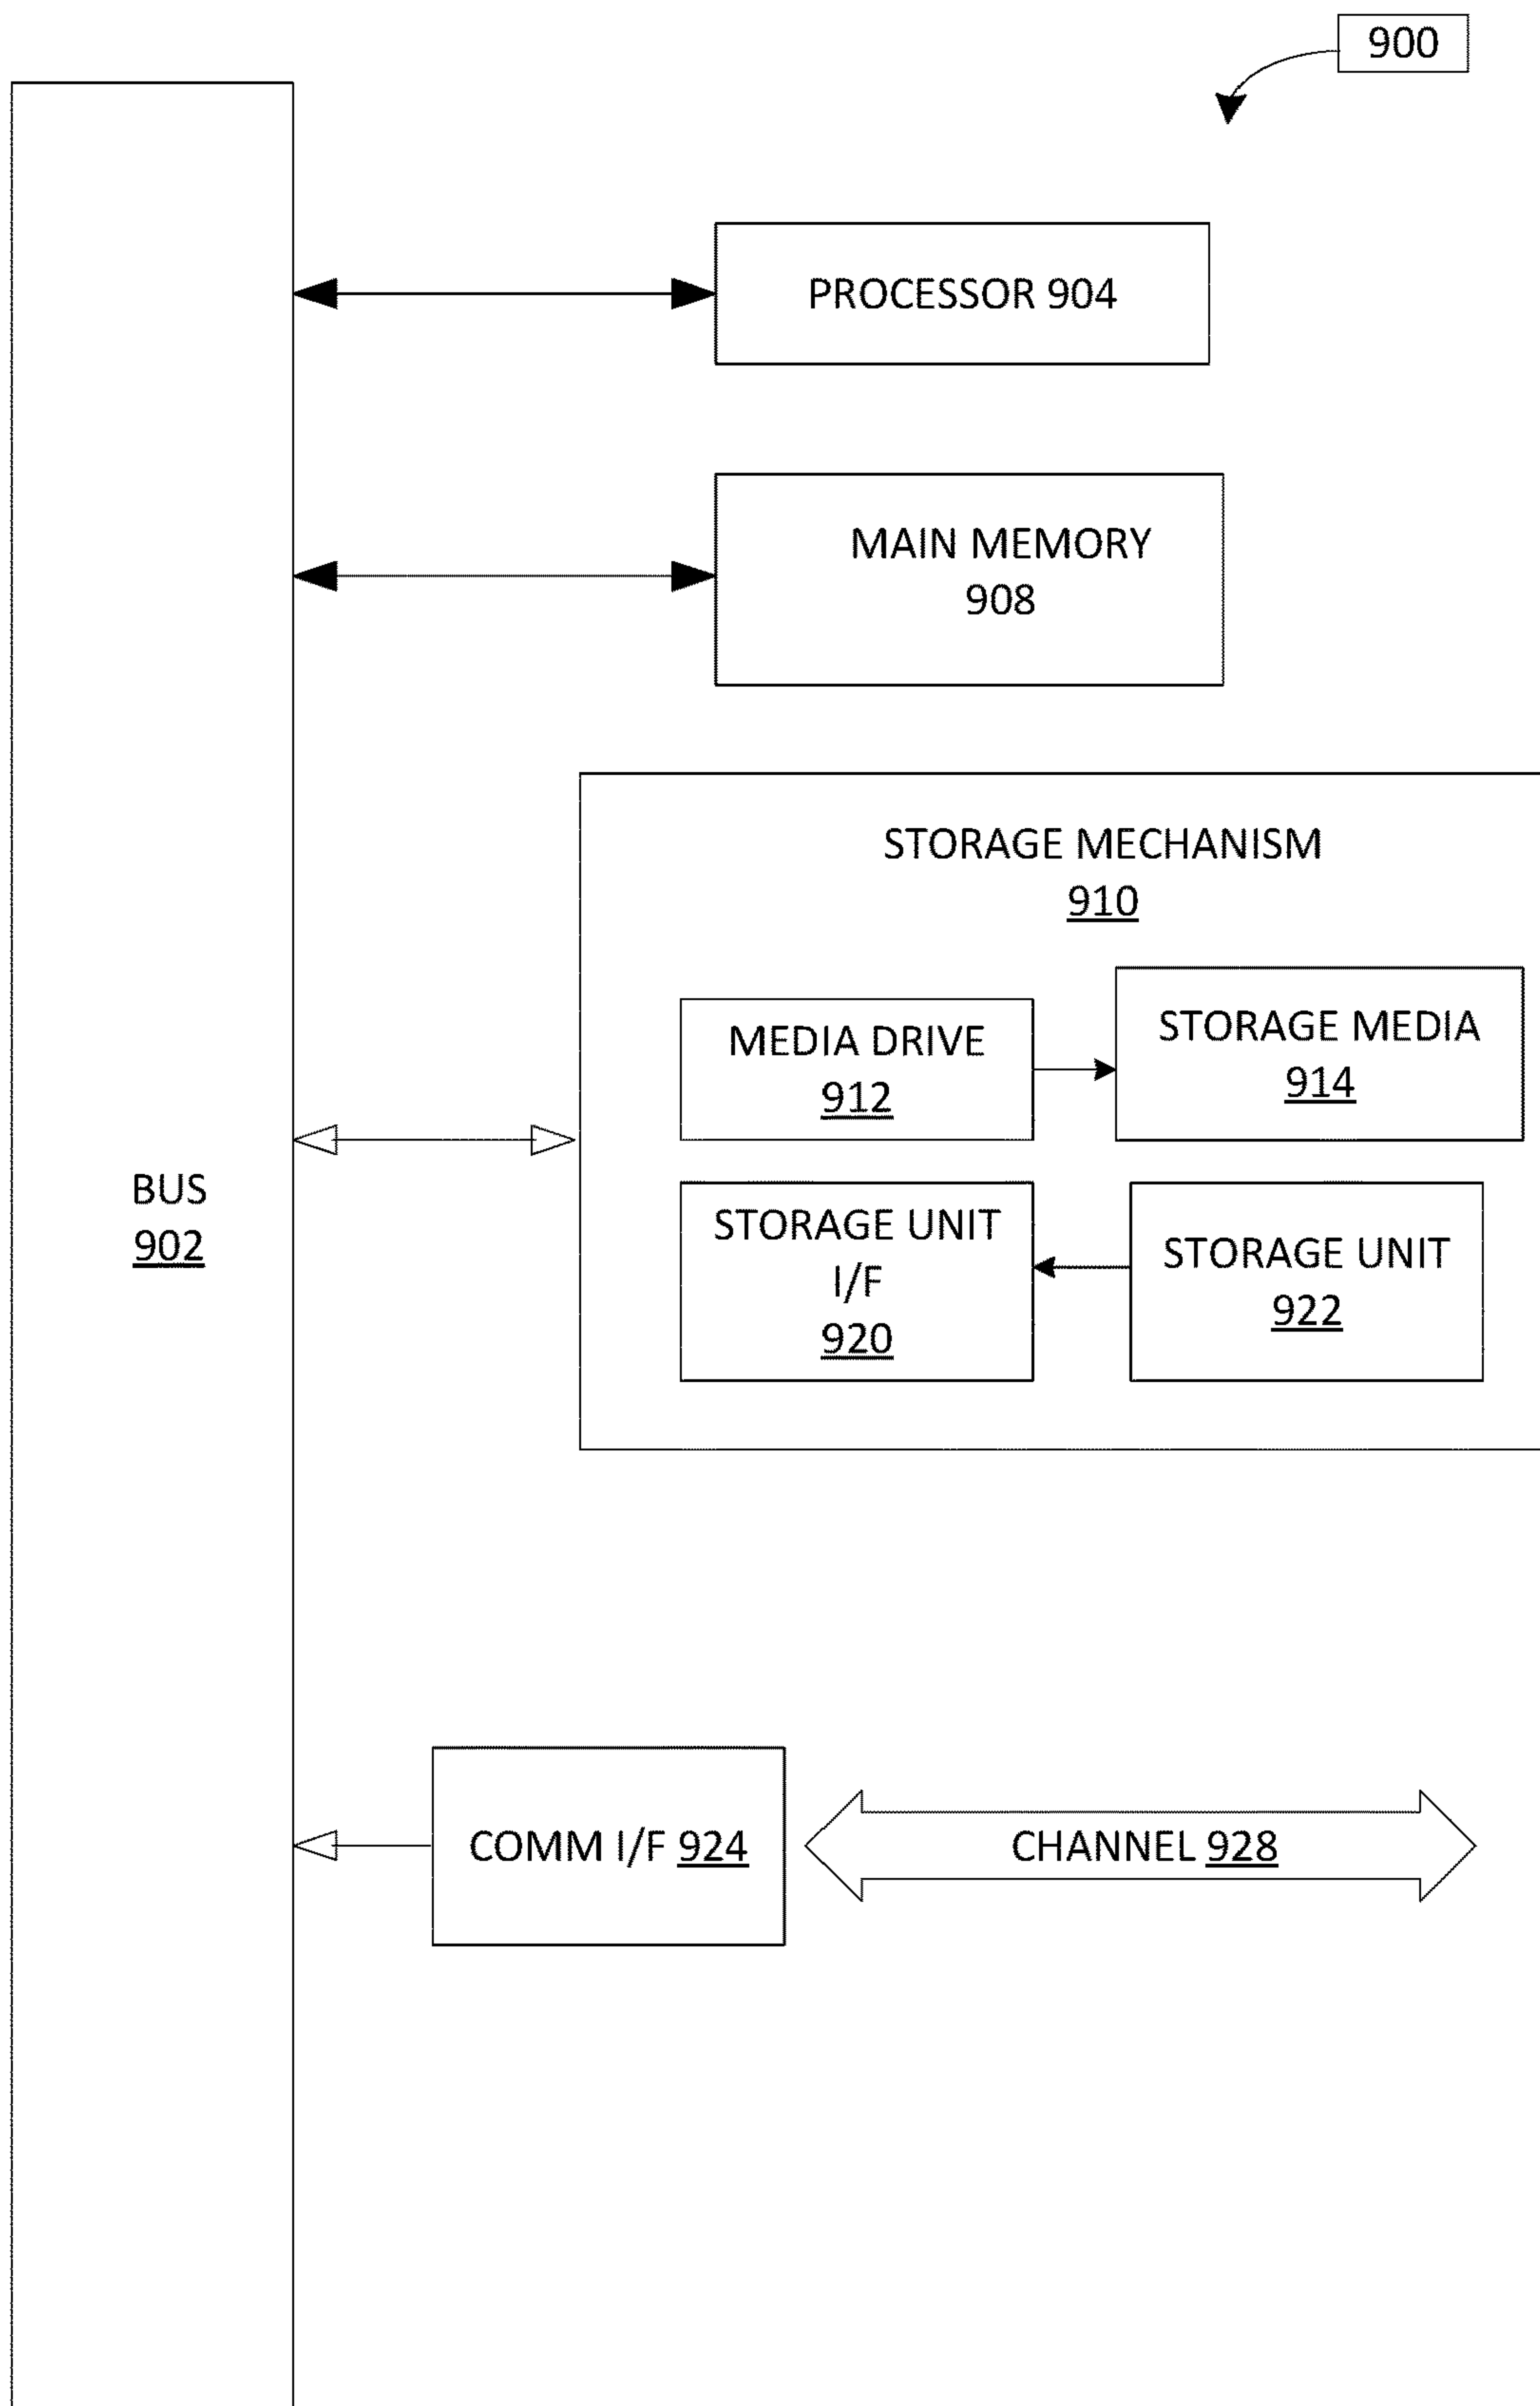 900
PROCESSOR 904
MAIN MEMORY
908
STORAGE MECHANISM
910
MEDIA DRIVE
912
STORAGE MEDIA
914
STORAGE UNIT
I/F
920
STORAGE UNIT
922
BUS
902
COMM I/F 924
CHANNEL 928